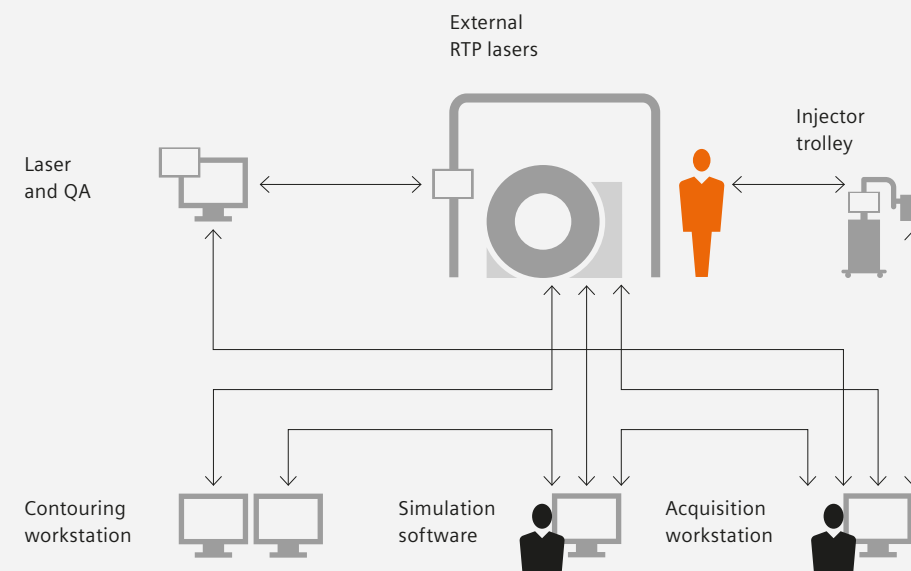 External
RTP lasers
Injector
trolley
Laser
and QA
Contouring
workstation
Simulation
software
Acquisition
workstation